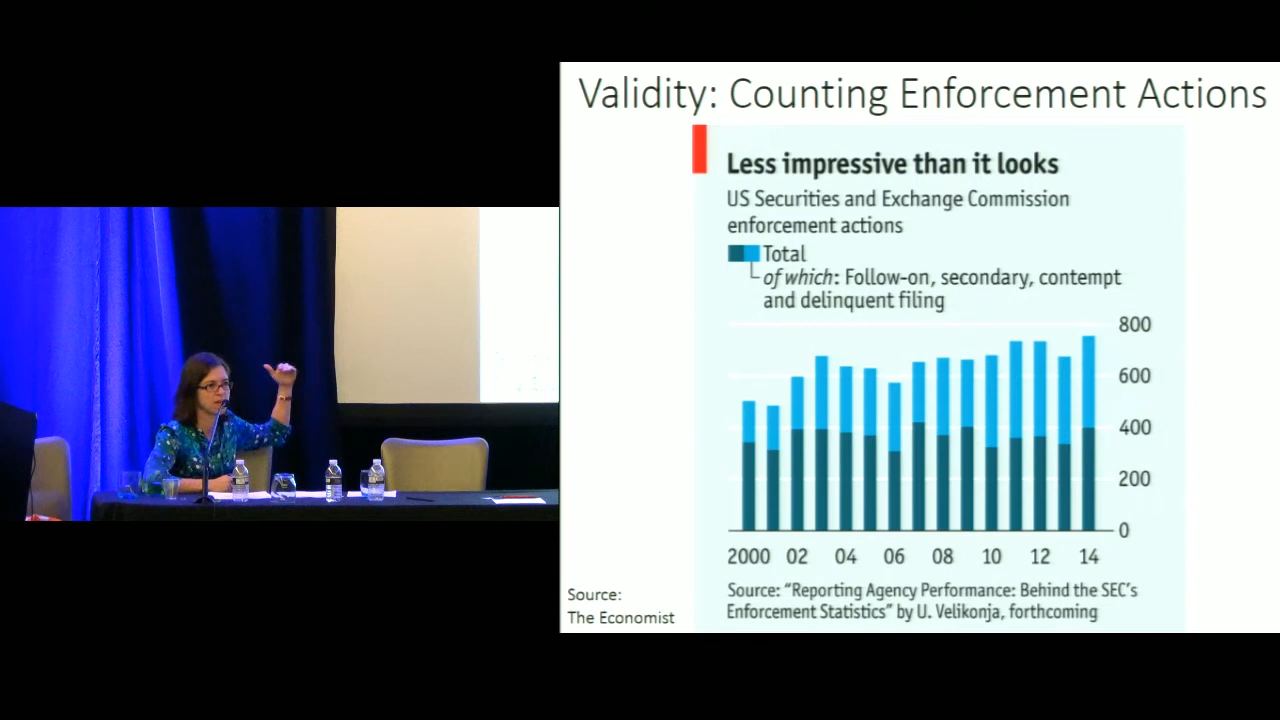 Validity: Counting Enforcement Actions
Less impressive than it looks
US Securities and Exchange Commission
enforcement actions
Total
of which: Follow-on, secondary, contempt
and delinquent filing
800
600
400
200
0
2000 02 04 06 08 10 12 14
Source: “Reporting Agency Performance: Behind the SEC’s
Enforcement Statistics” by U. Velikonja, forthcoming
Source:
The Economist